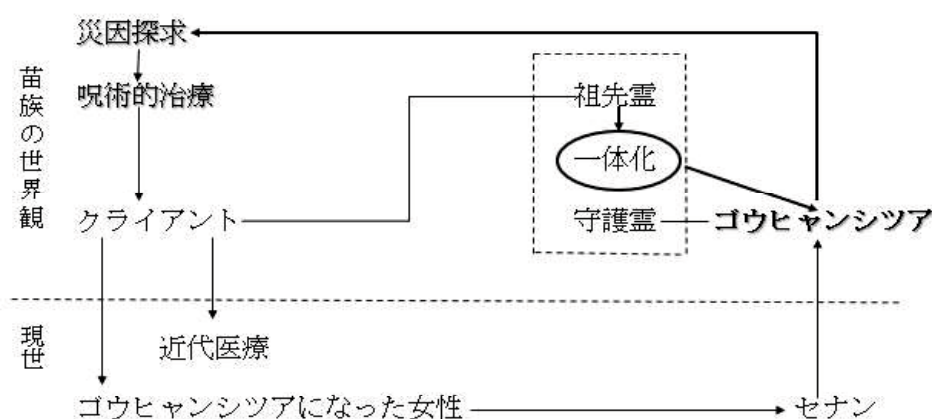 災因探求
苗族の世界観
呪術的治療
祖先霊
一体化
クライアント
守護霊
ゴウヒャンシツア
現世
近代医療
ゴウヒャンシツアになった女性
セナン